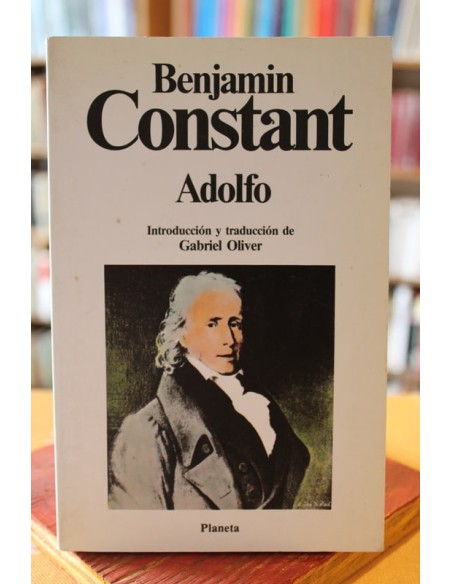 Benjamin
Constant
Adolfo
Introducción y traducción de
Gabriel Oliver
Planeta